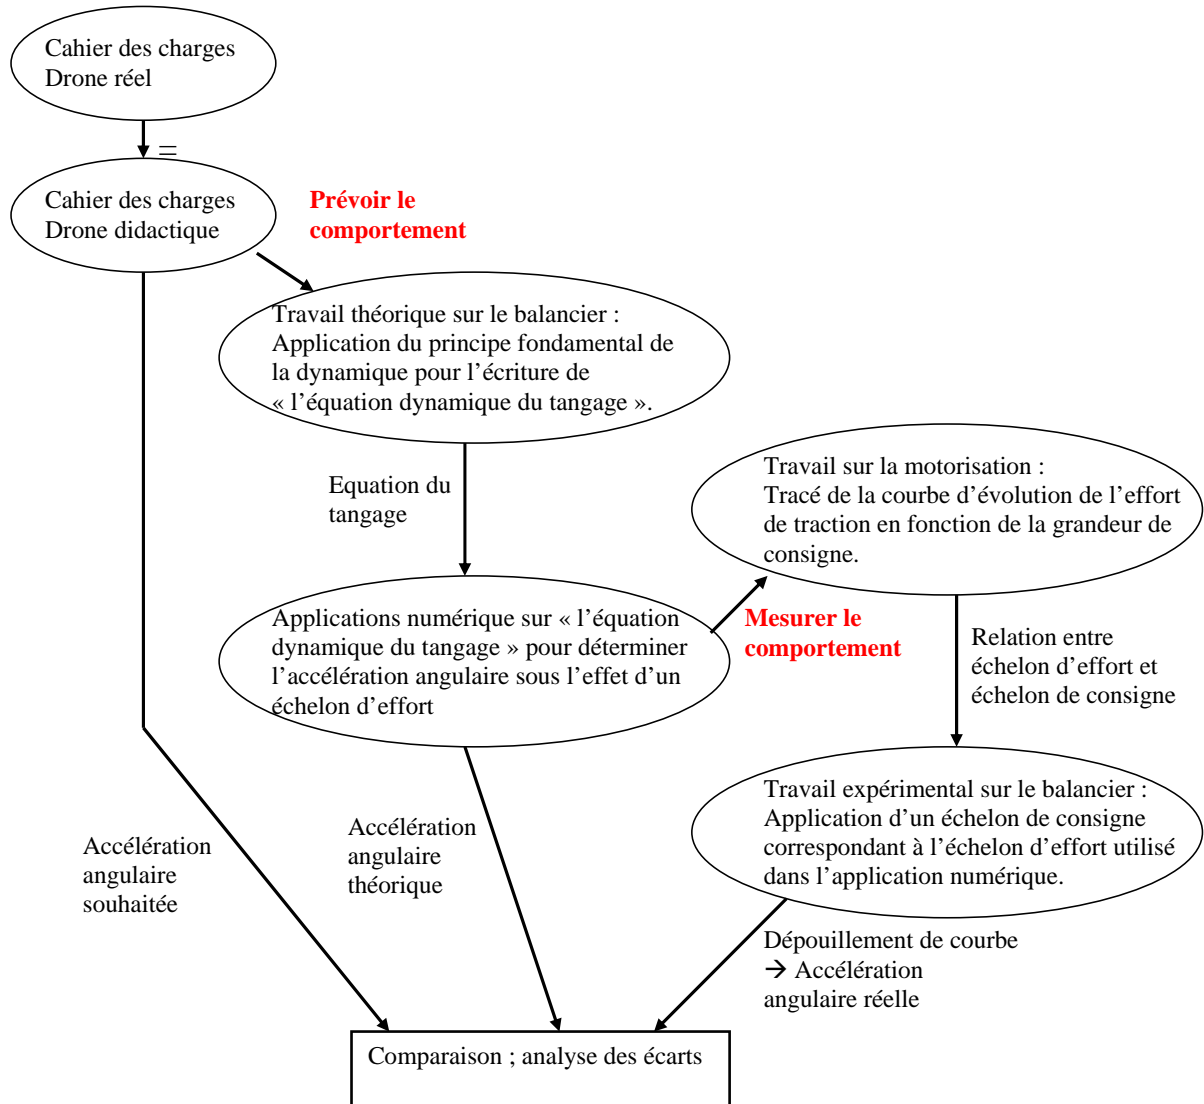 Cahier des charges
Drone réel
=
Cahier des charges
Drone didactique
Prévoir le
comportement
Travail théorique sur le balancier :
Application du principe fondamental de
la dynamique pour l’écriture de
« l’équation dynamique du tangage ».
Equation du
tangage
Travail sur la motorisation :
Tracé de la courbe d’évolution de l’effort
de traction en fonction de la grandeur de
consigne.
Applications numérique sur « l’équation
dynamique du tangage » pour déterminer
l’accélération angulaire sous l’effet d’un
échelon d’effort
Mesurer le
comportement
Relation entre
échelon d’effort et
échelon de consigne
Travail expérimental sur le balancier :
Application d’un échelon de consigne
correspondant à l’échelon d’effort utilisé
dans l’application numérique.
Accélération
angulaire
souhaitée
Accélération
angulaire
théorique
Dépouillement de courbe
→ Accélération
angulaire réelle
Comparaison ; analyse des écarts